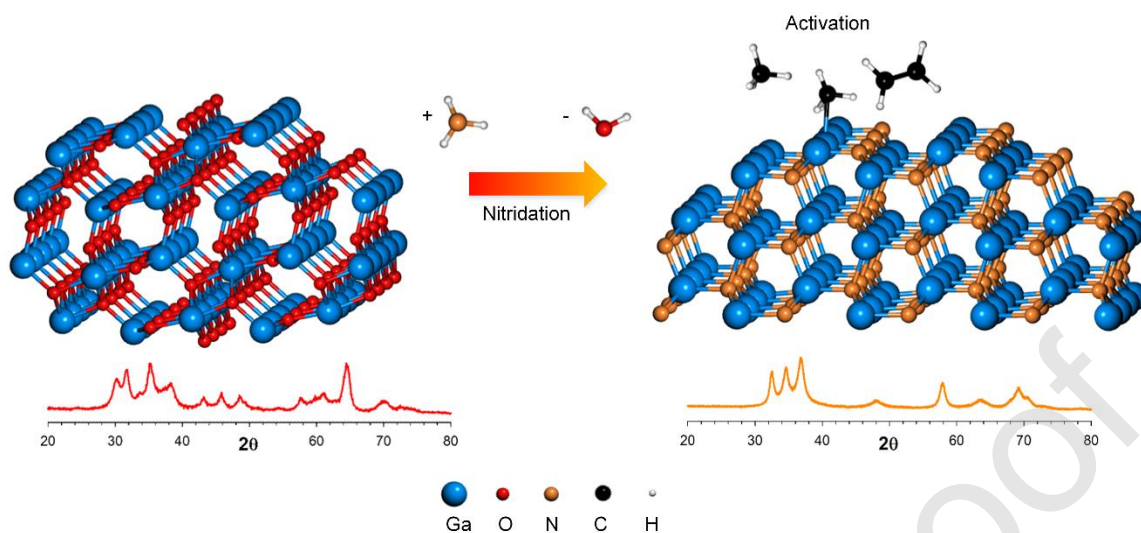 Activation
+ -
Nitridation
20 30 40 50 60 70 80
2θ
20 30 40 50 60 70 80
2θ
Ga O N C H
proof